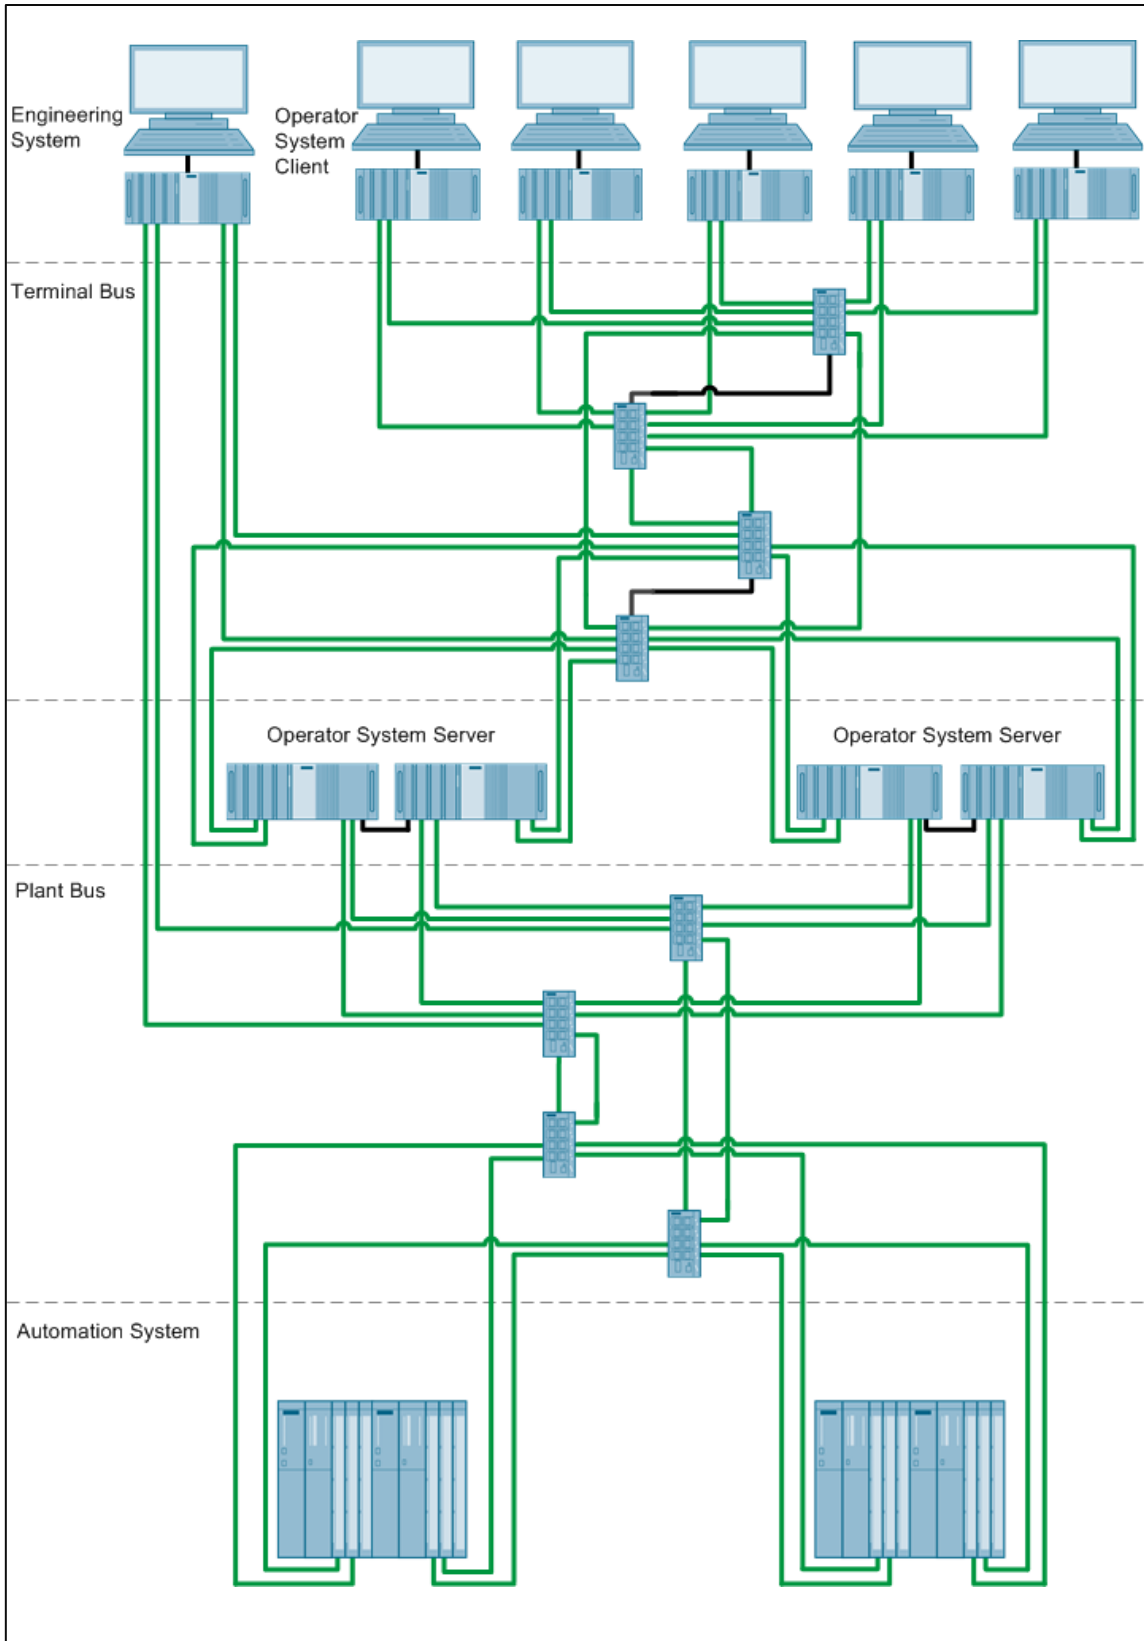 Engineering
System
Operator
System
Client
Terminal Bus
Operator System Server
Operator System Server
Plant Bus
Automation System